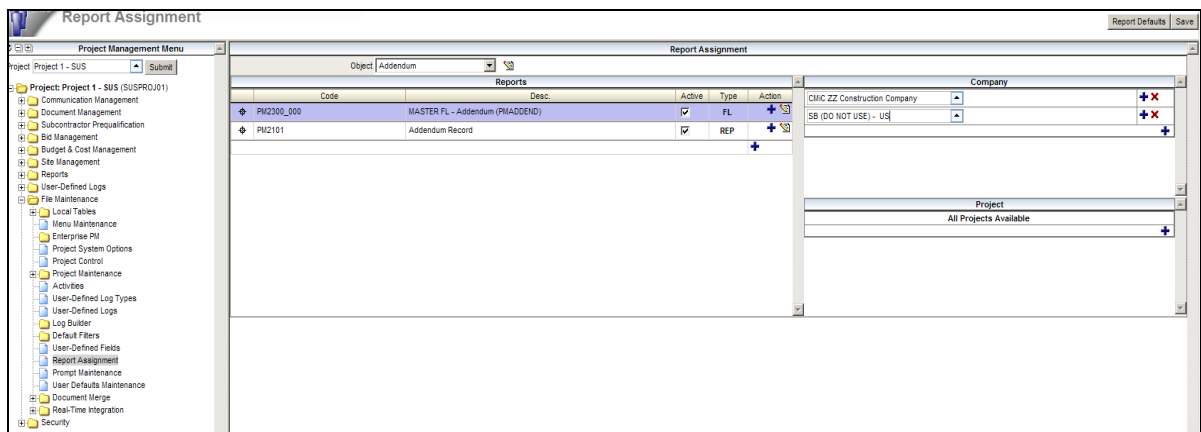 Report Assignment
Report Defaults Save
Project Management Menu
Project Project 1 - SUS Submit
Project: Project 1 - SUS (SUSPROJ01)
Communication Management
Document Management
Subcontractor Prequalification
Bid Management
Budget & Cost Management
Site Management
Reports
User-Defined Logs
File Maintenance
Local Tables
Menu Maintenance
Enterprise PM
Project System Options
Project Control
Project Maintenance
Activities
User-Defined Log Types
User-Defined Logs
Log Builder
Default Filters
User-Defined Fields
Report Assignment
Prompt Maintenance
User Defaults Maintenance
Document Merge
Real-Time Integration
Security
Report Assignment
Object Addendum
Reports
Code Desc. Active Type Action
PM2300_000 MASTER FL - Addendum (PMADDEND) FL
PM2101 Addendum Record REP
Company
CMiC ZZ Construction Company
SB (DO NOT USE) - US
Project
All Projects Available